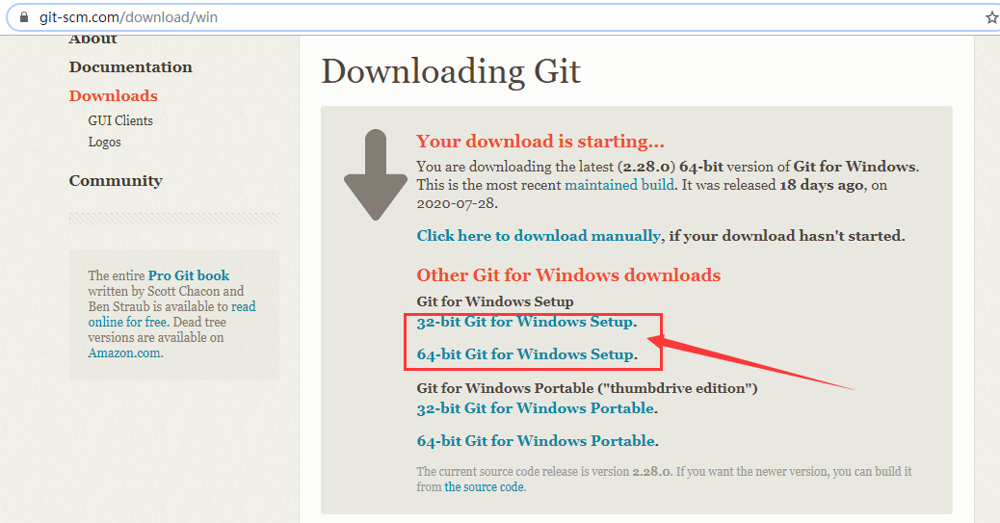 git-scm.com/download/win
About
Documentation
Downloads
GUI Clients
Logos
Community
The entire Pro Git book
written by Scott Chacon and
Ben Straub is available to read
online for free. Dead tree
versions are available on
Amazon.com.
Downloading Git
Your download is starting...
You are downloading the latest (2.28.0) 64-bit version of Git for Windows.
This is the most recent maintained build. It was released 18 days ago, on
2020-07-28.
Click here to download manually, if your download hasn't started.
Other Git for Windows downloads
Git for Windows Setup
32-bit Git for Windows Setup.
64-bit Git for Windows Setup.
Git for Windows Portable ("thumbdrive edition")
32-bit Git for Windows Portable.
64-bit Git for Windows Portable.
The current source code release is version 2.28.0. If you want the newer version, you can build it
from the source code.